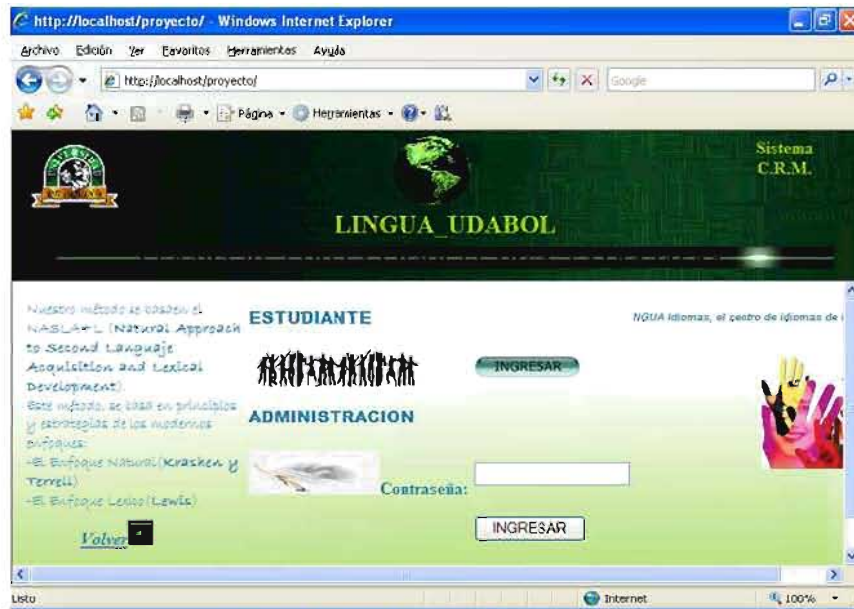 http://localhost/proyecto/ - Windows Internet Explorer
Archivo Edición Ver Favoritos Herramientas Ayuda
http://localhost/proyecto/
Google
Página Herramientas
UNIVERSIDAD
Sistema
C.R.M.
LINGUA_UDABOL
Nuestro método se basa en el
NASLA+L (Natural Approach
to Second Languaje
Acquisition and Lexical
Development)
Este método, se basa en principios
y estrategias de los modernos
enfoques:
-El Enfoque Natural (Krashen y
Terrell)
-El Enfoque Lexico (Lewis)
Volver
ESTUDIANTE
INGRESAR
NGUA Idiomas, el centro de idiomas de
ADMINISTRACION
Contraseña:
INGRESAR
Listo
Internet
100%